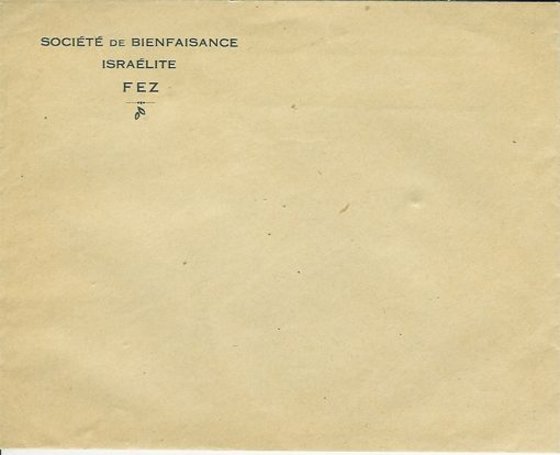 SOCIÉTÉ DE BIENFAISANCE
ISRAÉLITE
FEZ